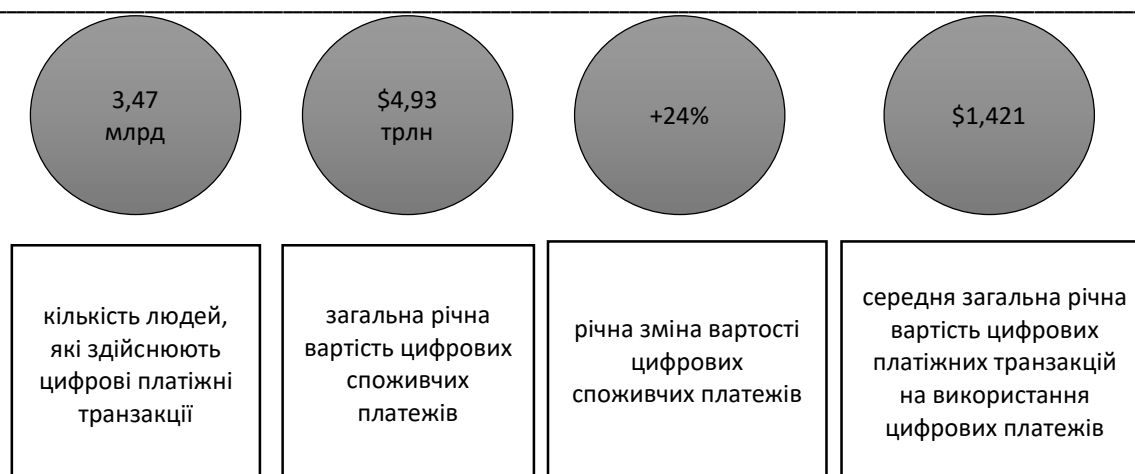 3,47
млрд
$4,93
трлн
+24%
$1,421
кількість людей,
які здійснюють
цифрові платіжні
транзакції
загальна річна
вартість цифрових
споживчих
платежів
річна зміна вартості
цифрових
споживчих платежів
середня загальна річна
вартість цифрових
платіжних транзакцій
на використання
цифрових платежів